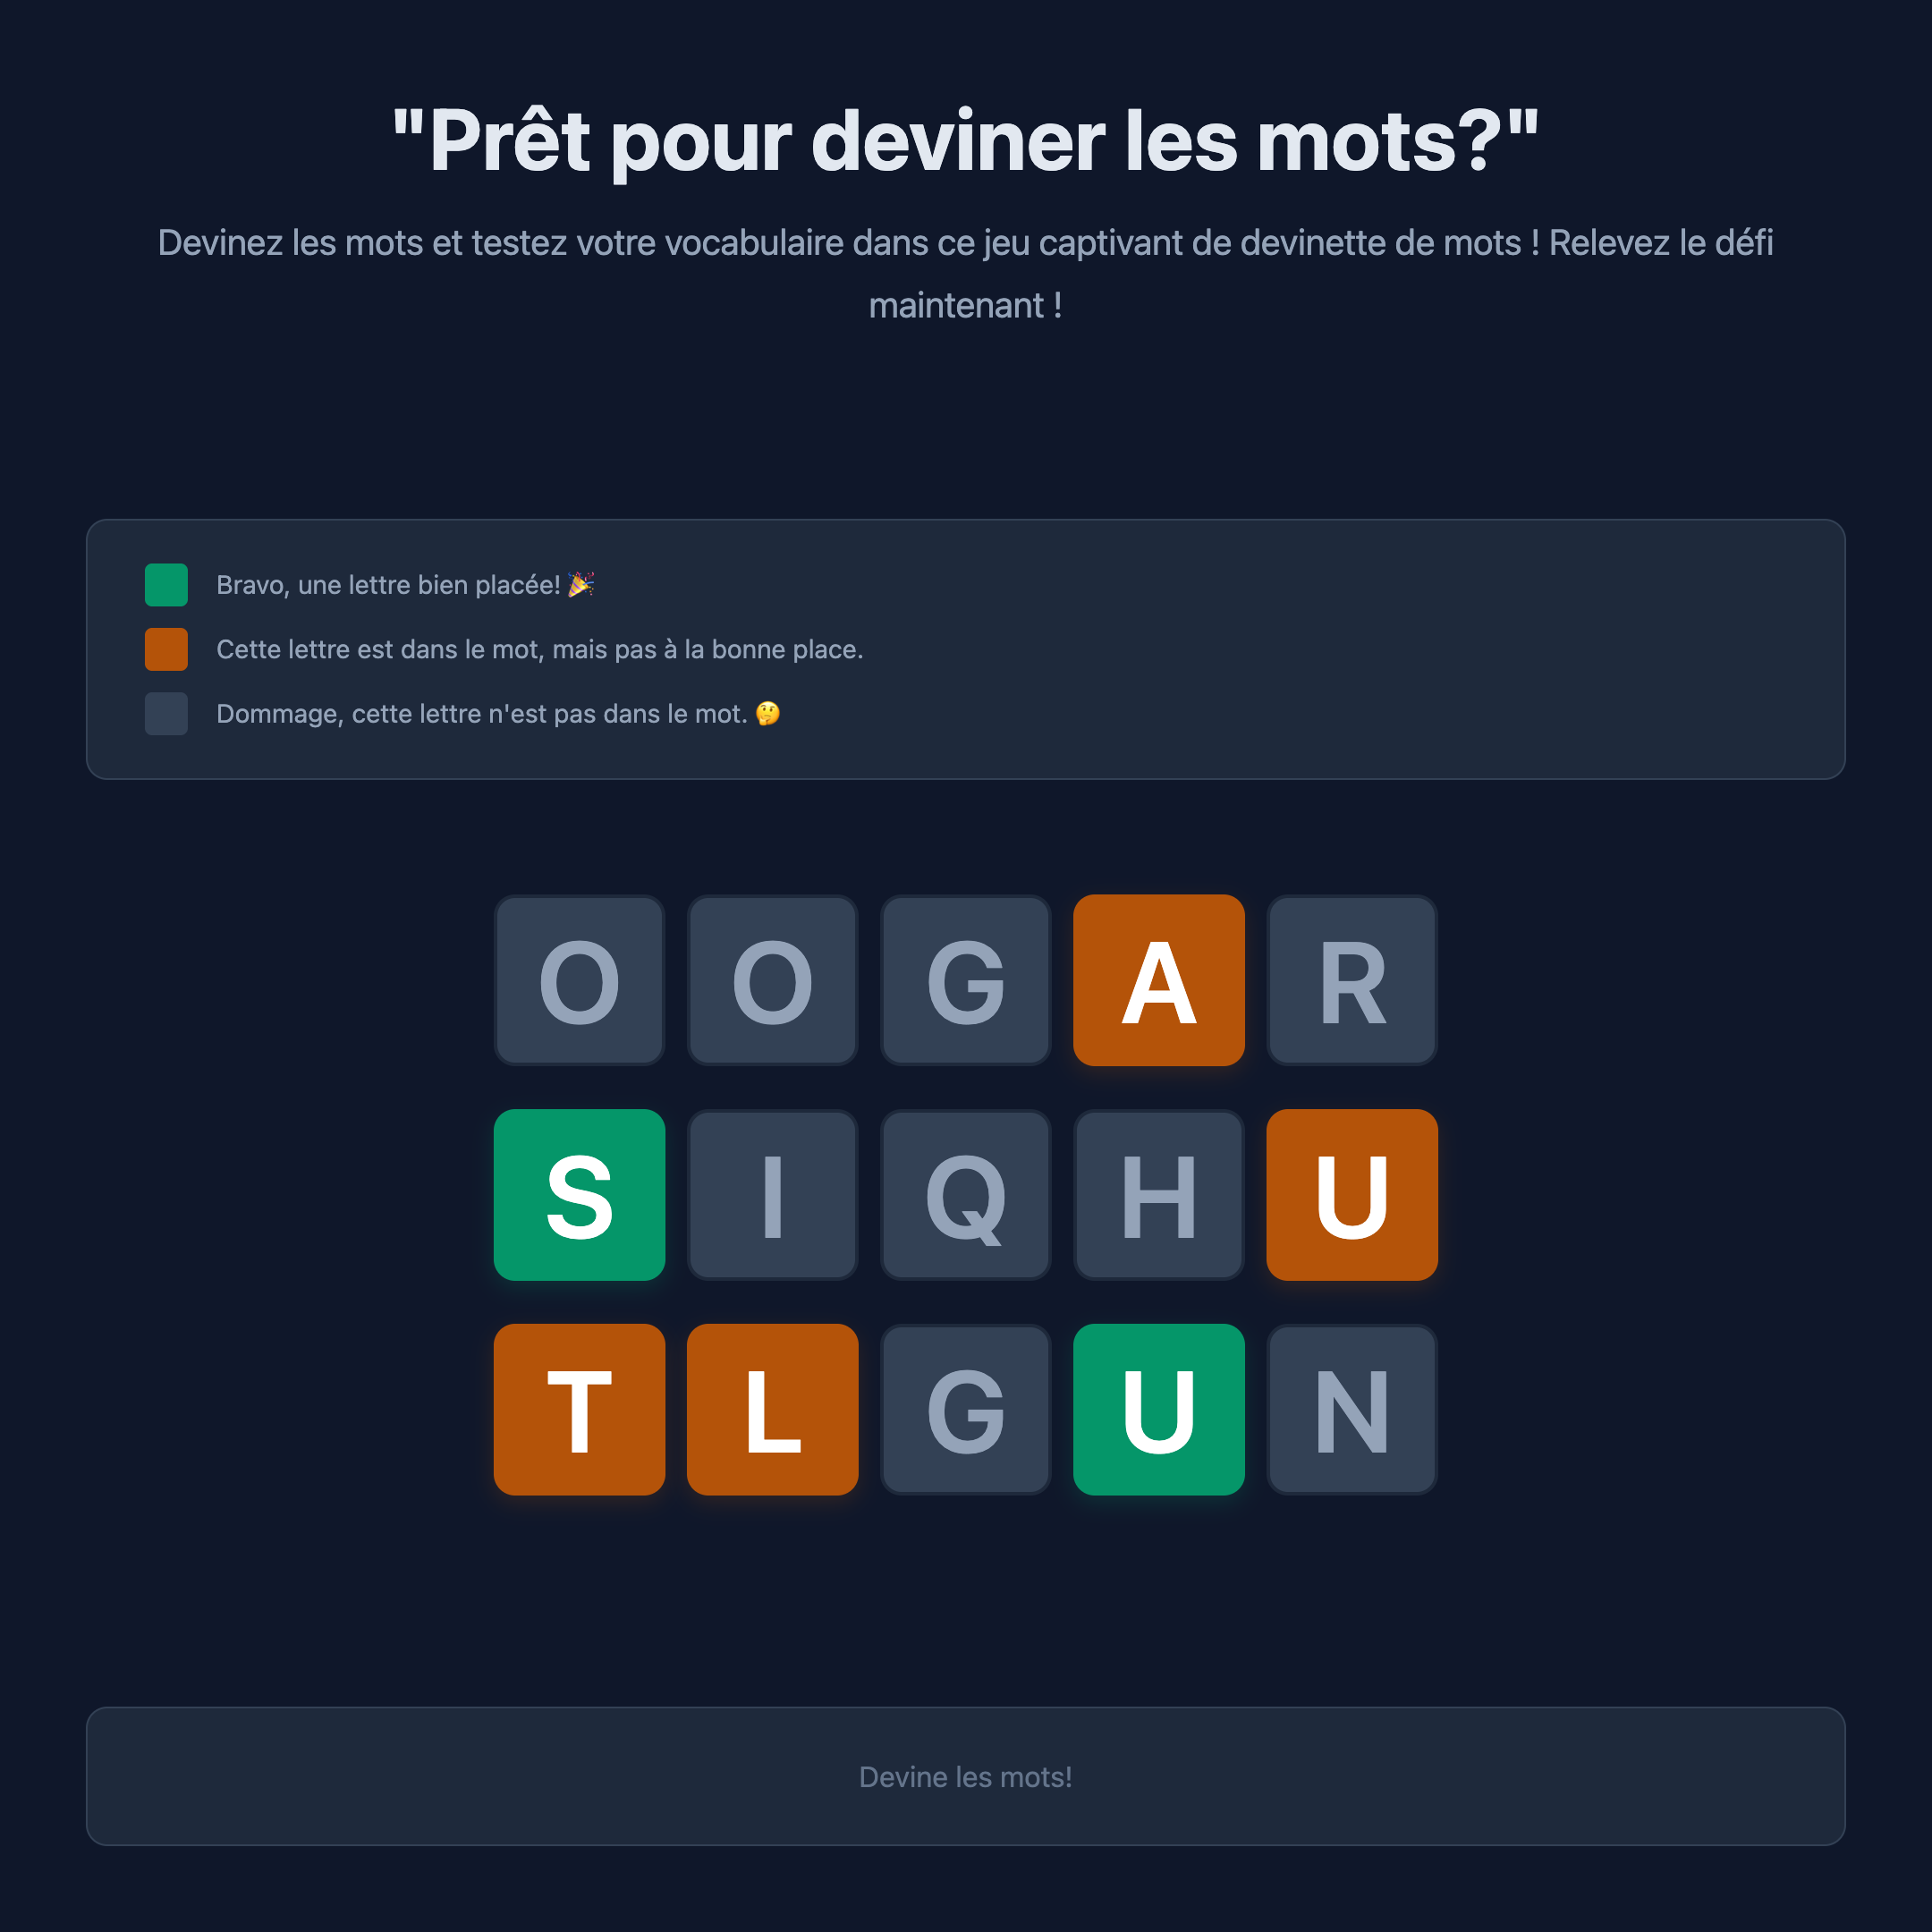 "Prêt pour deviner les mots?"
Devinez les mots et testez votre vocabulaire dans ce jeu captivant de devinette de mots ! Relevez le défi
maintenant !
Bravo, une lettre bien placée! 🎉
Cette lettre est dans le mot, mais pas à la bonne place.
Dommage, cette lettre n'est pas dans le mot. 🤔
O O G A R
S I Q H U
T L G U N
Devine les mots!